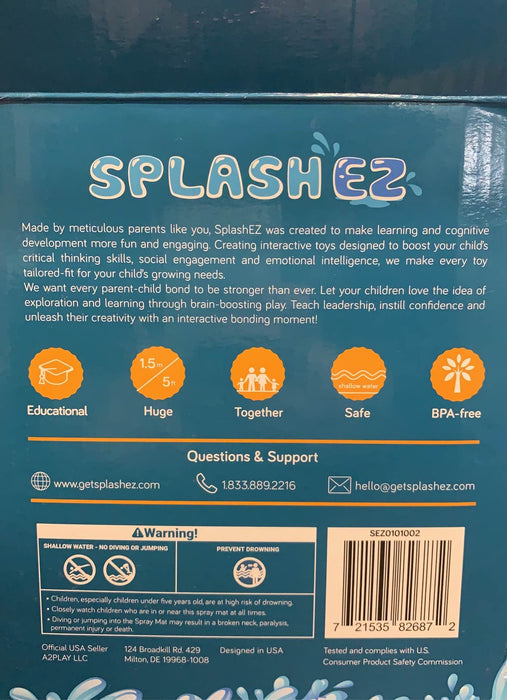 SPLASH EZ
Made by meticulous parents like you, SplashEZ was created to make learning and cognitive
development more fun and engaging. Creating interactive toys designed to boost your child's
critical thinking skills, social engagement and emotional intelligence, we make every toy
tailored-fit for your child's growing needs.
We want every parent-child bond to be stronger than ever. Let your children love the idea of
exploration and learning through brain-boosting play. Teach leadership, instill confidence and
unleash their creativity with an interactive bonding moment!
1.5m
5ft
shallow water
Educational Huge Together Safe BPA-free
Questions & Support
www.getsplashez.com 1.833.889.2216 hello@getsplashez.com
Warning!
SHALLOW WATER - NO DIVING OR JUMPING PREVENT DROWNING
• Children, especially children under five years old, are at high risk of drowning.
• Closely watch children who are in or near this spray mat at all times.
• Diving or jumping into the Spray Mat may result in a broken neck, paralysis,
permanent injury or death.
SEZ0101002
7 21535 82687 2
Official USA Seller 124 Broadkill Rd. 429 Designed in USA Tested and complies with U.S.
A2PLAY LLC Milton, DE 19968-1008 Consumer Product Safety Commission